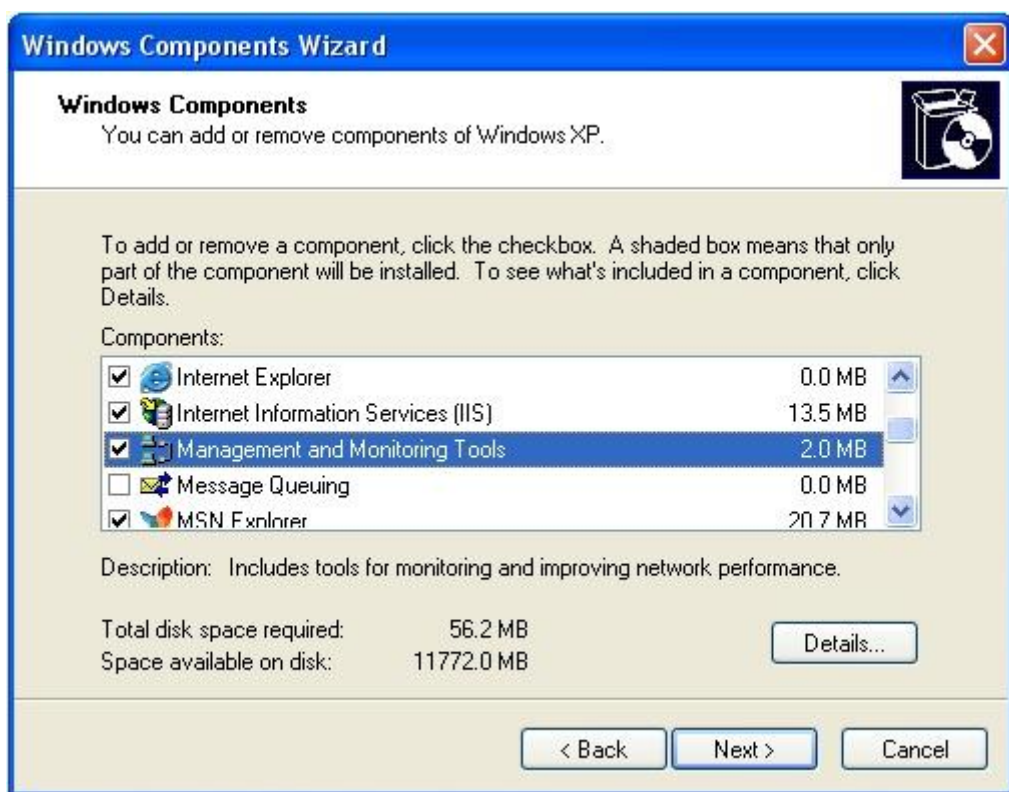 Windows Components Wizard
Windows Components
You can add or remove components of Windows XP.
To add or remove a component, click the checkbox. A shaded box means that only
part of the component will be installed. To see what's included in a component, click
Details.
Components:
Internet Explorer 0.0 MB
Internet Information Services (IIS) 13.5 MB
Management and Monitoring Tools 2.0 MB
Message Queuing 0.0 MB
MSN Explorer 20.7 MB
Description: Includes tools for monitoring and improving network performance.
Total disk space required: 56.2 MB
Space available on disk: 11772.0 MB
Details...
< Back Next > Cancel